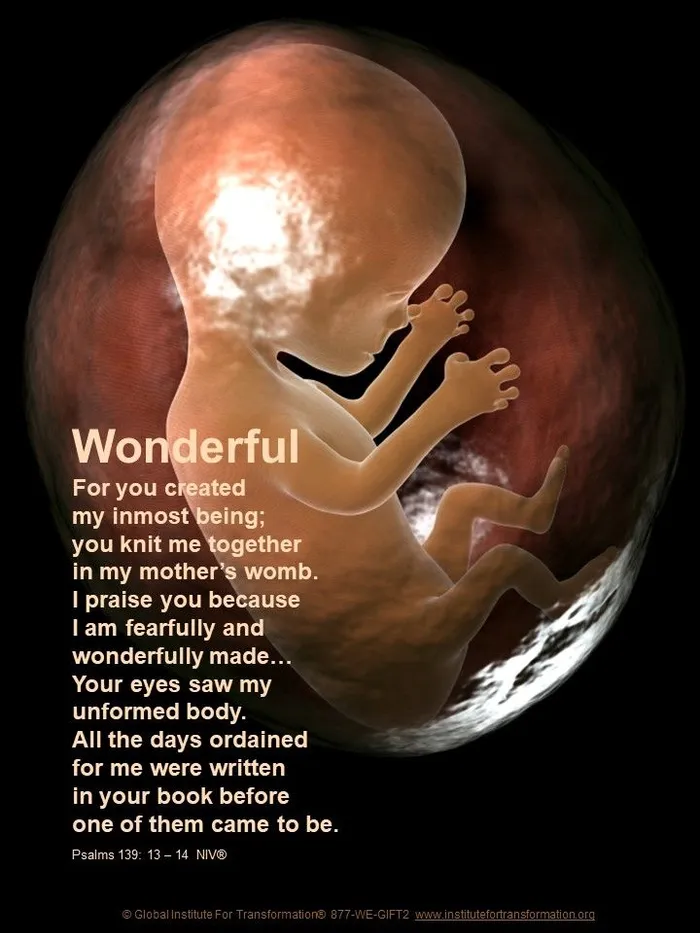 Wonderful
For you created
my inmost being;
you knit me together
in my mother’s womb.
I praise you because
I am fearfully and
wonderfully made…
Your eyes saw my
unformed body.
All the days ordained
for me were written
in your book before
one of them came to be.
Psalms 139: 13 – 14 NIV®
© Global Institute For Transformation® 877-WE-GIFT2 www.institutefortransformation.org